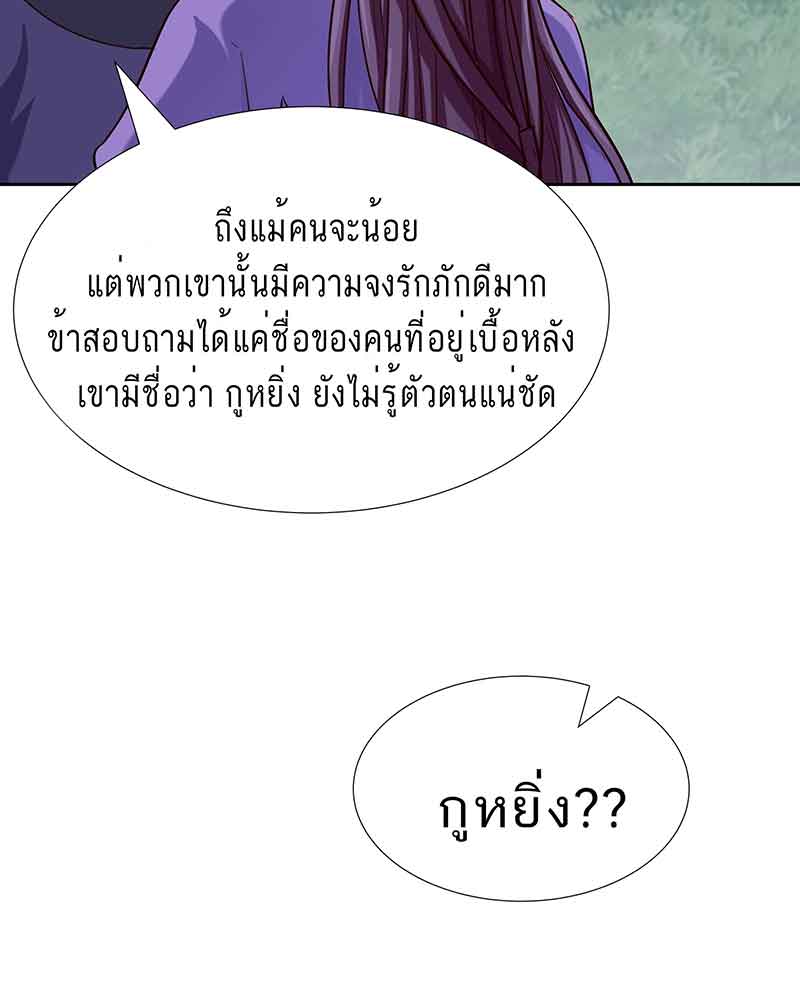 ถึงแม้คนจะน้อย
แต่พวกเขานั้นมีความจงรักภักดีมาก
ข้าสอบถามได้แค่ชื่อของคนที่อยู่เบื้อหลัง
เขามีชื่อว่า กูหยิ่ง ยังไม่รู้ตัวตนแน่ชัด
กูหยิ่ง??